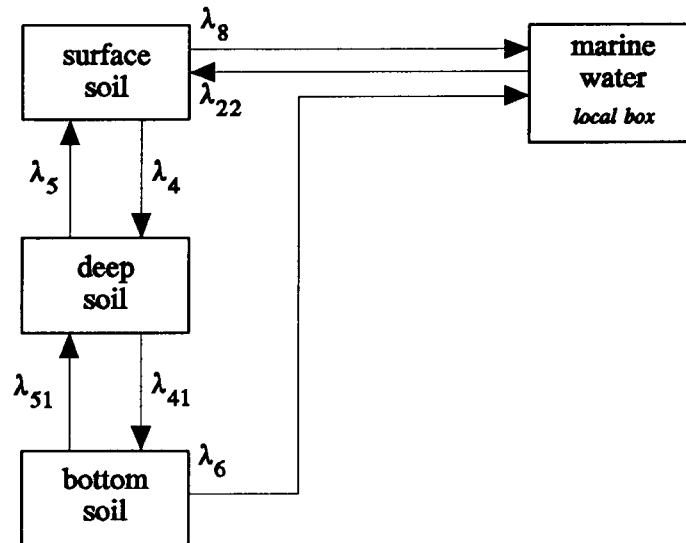 λ8
surface
soil
marine
water
local box
λ22
λ5
λ4
deep
soil
λ51
λ41
λ6
bottom
soil